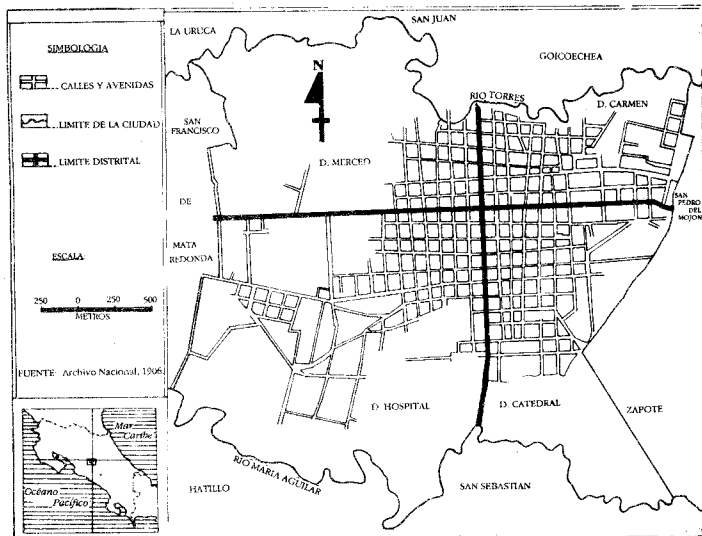 SIMBOLOGIA
CALLES Y AVENIDAS
LIMITE DE LA CIUDAD
LIMITE DISTRITAL
ESCALA:
250 0 250 500
METROS
FUENTE: Archivo Nacional, 1906.
Mar
Caribe
Océano
Pacífico
LA URUCA
SAN JUAN
GOICOECHEA
N
RIO TORRES
D. CARMEN
SAN
FRANCISCO
D. MERCED
DE
SAN
PEDRO
DEL
MOJON
MATA
REDONDA
D. HOSPITAL
D. CATEDRAL
ZAPOTE
RIO MARIA AGUILAR
HATILLO
SAN SEBASTIAN